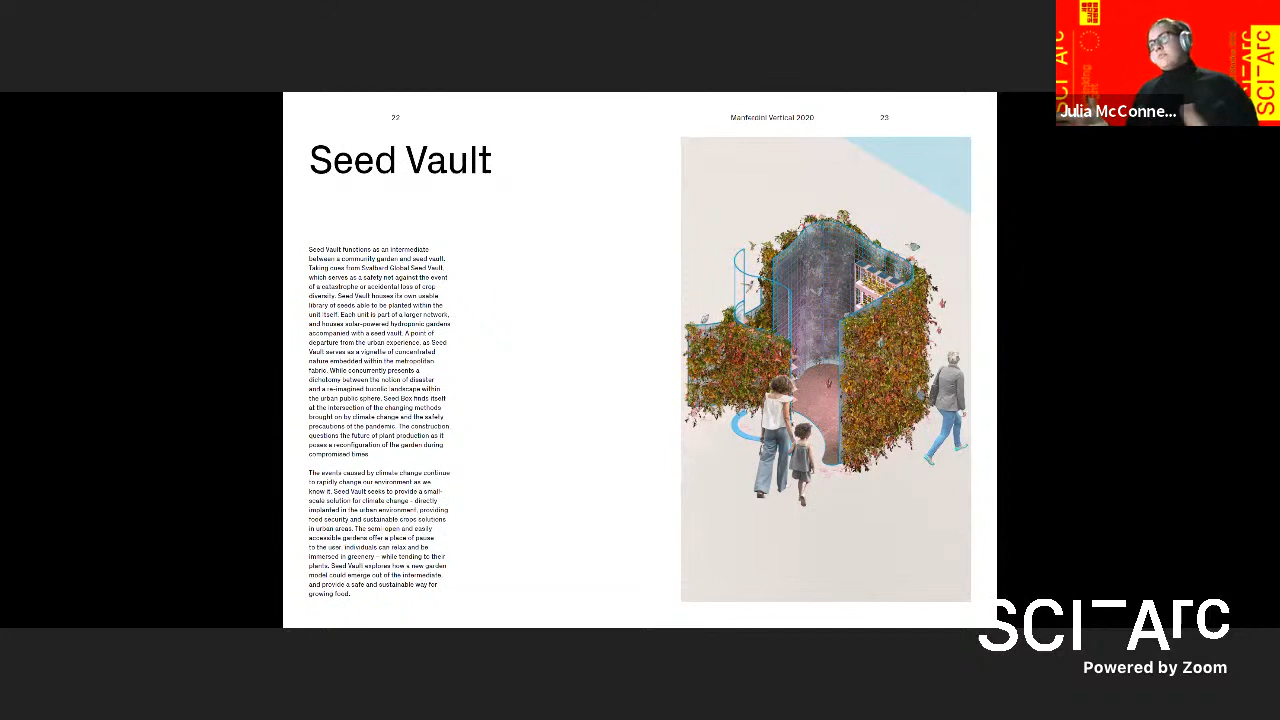 22
Manferdini Vertical 2020
23
Seed Vault
Seed Vault functions as an intermediate
between a community garden and seed vault.
Taking cues from Svalbard Global Seed Vault,
which serves as a safety net against the event
of a catastrophe or accidental loss of crop
diversity. Seed Vault houses its own usable
library of seeds able to be planted within the
unit itself. Each unit is part of a larger network,
and houses solar-powered hydroponic gardens
accompanied with a seed vault. A point of
departure from the urban experience, as Seed
Vault serves as a vignette of concentrated
nature embedded within the metropolitan
fabric. While concurrently presents a
dichotomy between the notion of disaster
and a re-imagined bucolic landscape within
the urban public sphere. Seed Box finds itself
at the intersection of the changing methods
brought on by climate change and the safety
precautions of the pandemic. The construction
questions the future of plant production as it
poses a reconfiguration of the garden during
compromised times.
The events caused by climate change continue
to rapidly change our environment as we
know it. Seed Vault seeks to provide a small-
scale solution for climate change – directly
implanted in the urban environment, providing
food security and sustainable crops solutions
in urban areas. The semi-open and easily
accessible gardens offer a place of pause
to the user, individuals can relax and be
immersed in greenery – while tending to their
plants. Seed Vault explores how a new garden
model could emerge out of the intermediate,
and provide a safe and sustainable way for
growing food.
Julia McConne...
SCI-Arc
SCI-Arc
Powered by Zoom